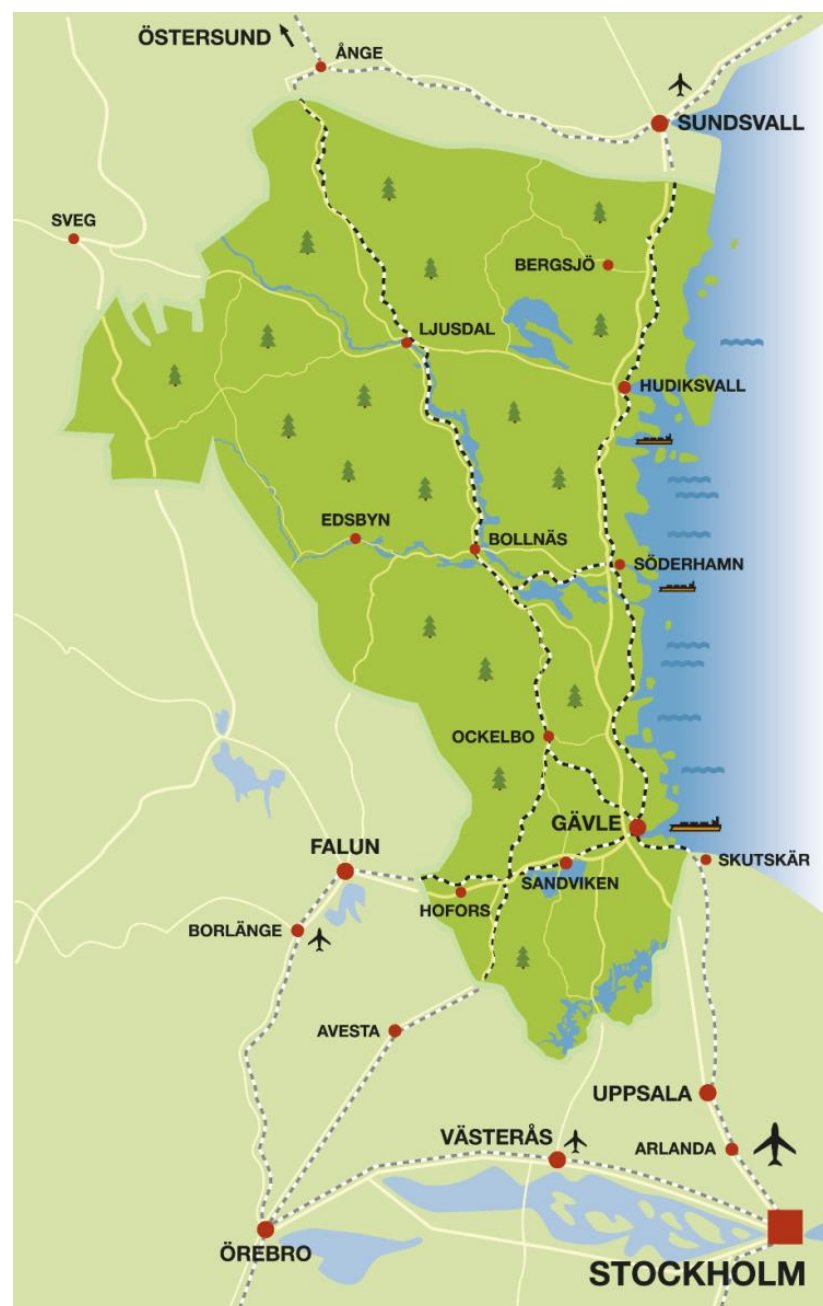 ÖSTERSUND
ÅNGE
SUNDSVALL
SVEG
BERGSJÖ
LJUSDAL
HUDIKSVALL
EDSBYN
BOLLNÄS
SÖDERHAMN
OCKELBO
GÄVLE
FALUN
SKUTSKÄR
SANDVIKEN
HOFORS
BORLÄNGE
AVESTA
UPPSALA
VÄSTERÅS
ARLANDA
ÖREBRO
STOCKHOLM